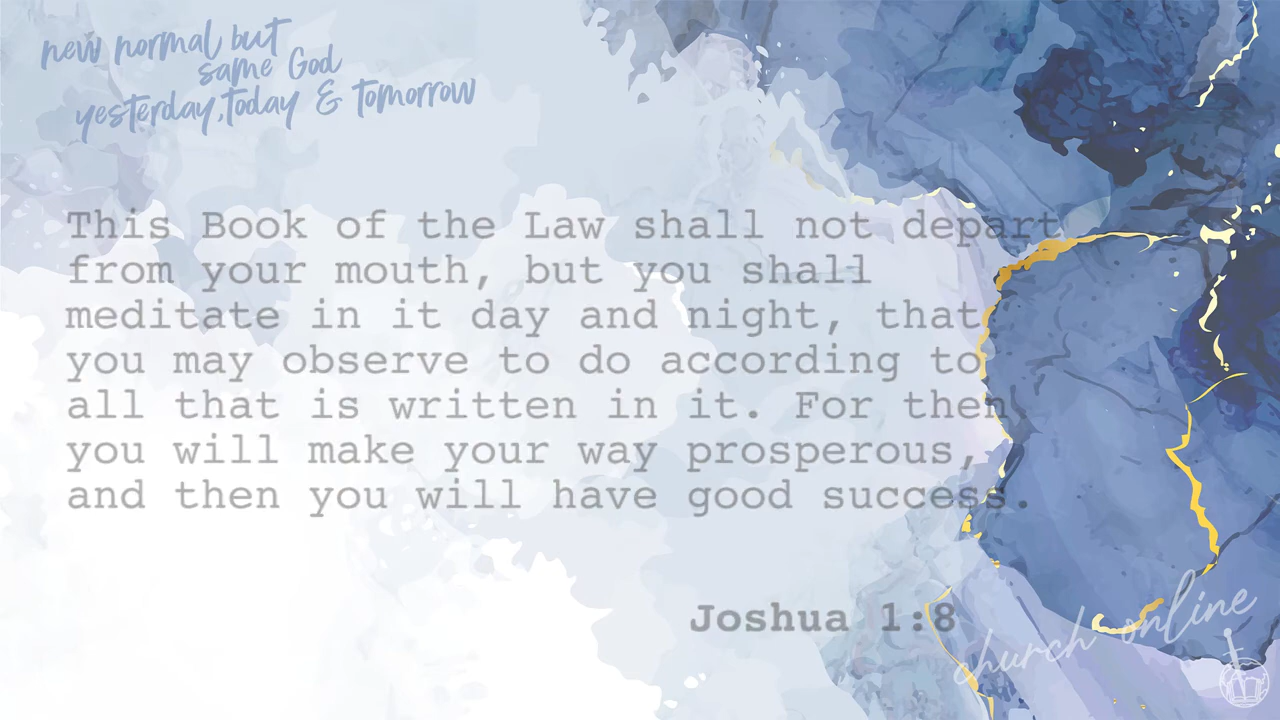 new normal but
same God
yesterday, today & tomorrow
This Book of the Law shall not depart
from your mouth, but you shall
meditate in it day and night, that
you may observe to do according to
all that is written in it. For then
you will make your way prosperous,
and then you will have good success.
Joshua 1:8
church online